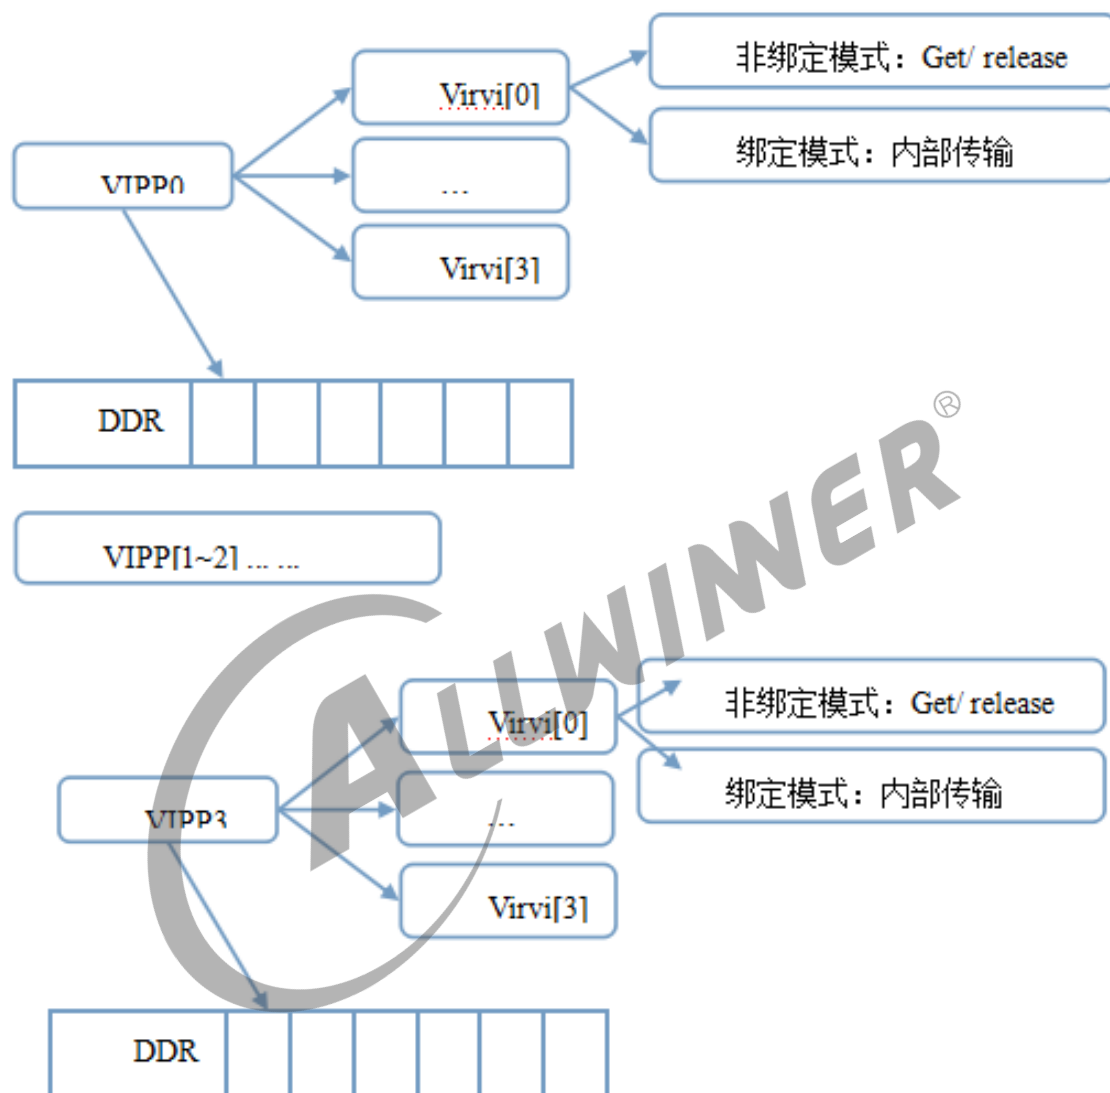 非绑定模式：Get/ release
Virvi[0]
绑定模式：内部传输
VIPP0
...
Virvi[3]
DDR
VIPP[1~2] ... ...
ALLWINNER®
非绑定模式：Get/ release
Virvi[0]
绑定模式：内部传输
VIPP3
...
Virvi[3]
DDR